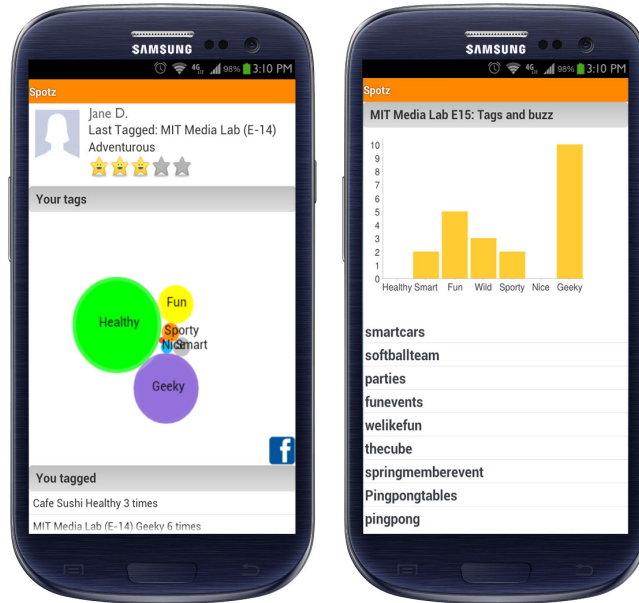 SAMSUNG
4G 98% 3:10 PM
Spotz
Jane D.
Last Tagged: MIT Media Lab (E-14)
Adventurous
Your tags
Healthy
Fun
Sporty
Nice
Smart
Geeky
f
You tagged
Cafe Sushi Healthy 3 times
MIT Media Lab (E-14) Geeky 6 times
SAMSUNG
4G 98% 3:10 PM
Spotz
MIT Media Lab E15: Tags and buzz
10
9
8
7
6
5
4
3
2
1
0
Healthy Smart Fun Wild Sporty Nice Geeky
smartcars
softballteam
parties
funevents
welikefun
thecube
springmemberevent
Pingpongtables
pingpong